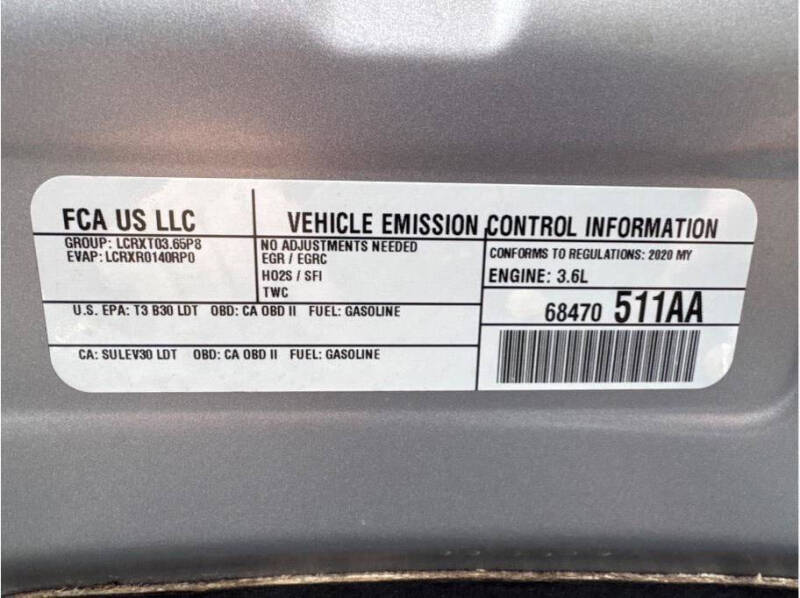 FCA US LLC
VEHICLE EMISSION CONTROL INFORMATION
GROUP: LCRXT03.65P8
EVAP: LCRXR0140RP0
NO ADJUSTMENTS NEEDED
EGR / EGRC
HO2S / SFI
TWC
CONFORMS TO REGULATIONS: 2020 MY
ENGINE: 3.6L
U.S. EPA: T3 B30 LDT OBD: CA OBD II FUEL: GASOLINE
68470 511AA
CA: SULEV30 LDT OBD: CA OBD II FUEL: GASOLINE